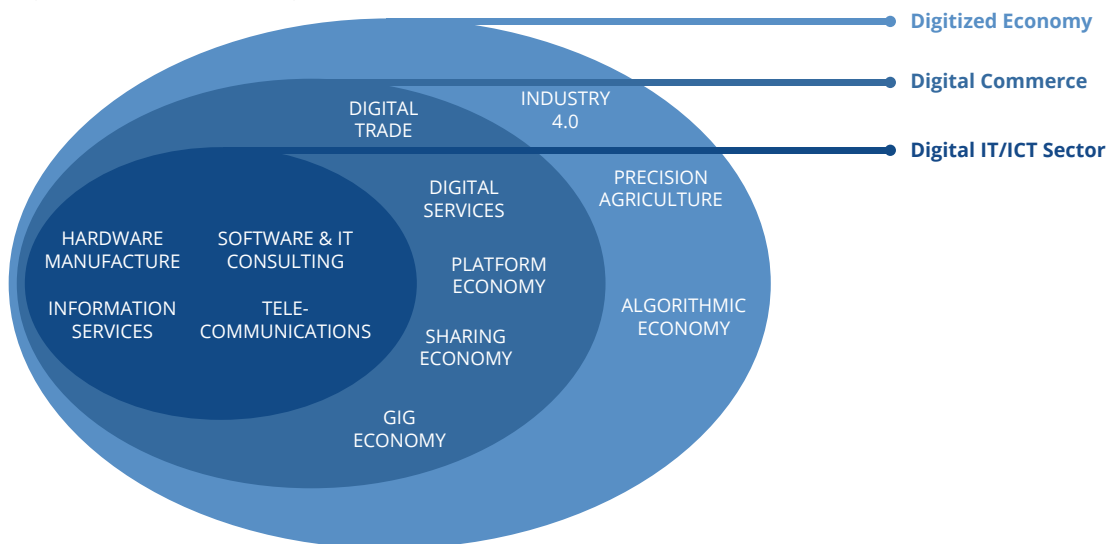 Digitized Economy
Digital Commerce
Digital IT/ICT Sector
INDUSTRY
4.0
DIGITAL
TRADE
PRECISION
AGRICULTURE
DIGITAL
SERVICES
HARDWARE
MANUFACTURE
SOFTWARE & IT
CONSULTING
PLATFORM
ECONOMY
INFORMATION
SERVICES
TELE-
COMMUNICATIONS
ALGORITHMIC
ECONOMY
SHARING
ECONOMY
GIG
ECONOMY